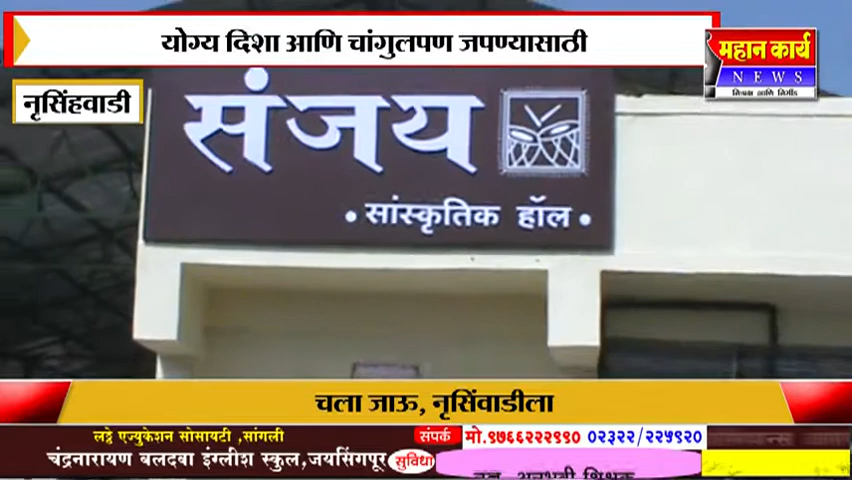 योग्य दिशा आणि चांगुलपण जपण्यासाठी
महान कार्य
NEWS
नृसिंहवाडी
संजय
• सांस्कृतिक हॉल •
चला जाऊ, नृसिंवाडीला
लठ्ठे एज्युकेशन सोसायटी ,सांगली
संपर्क मो.९७६६२२२९९० ०२३२२/२२५९२०
चंद्रनारायण बलदवा इंग्लीश स्कुल,जयसिंगपूर
सुविधा